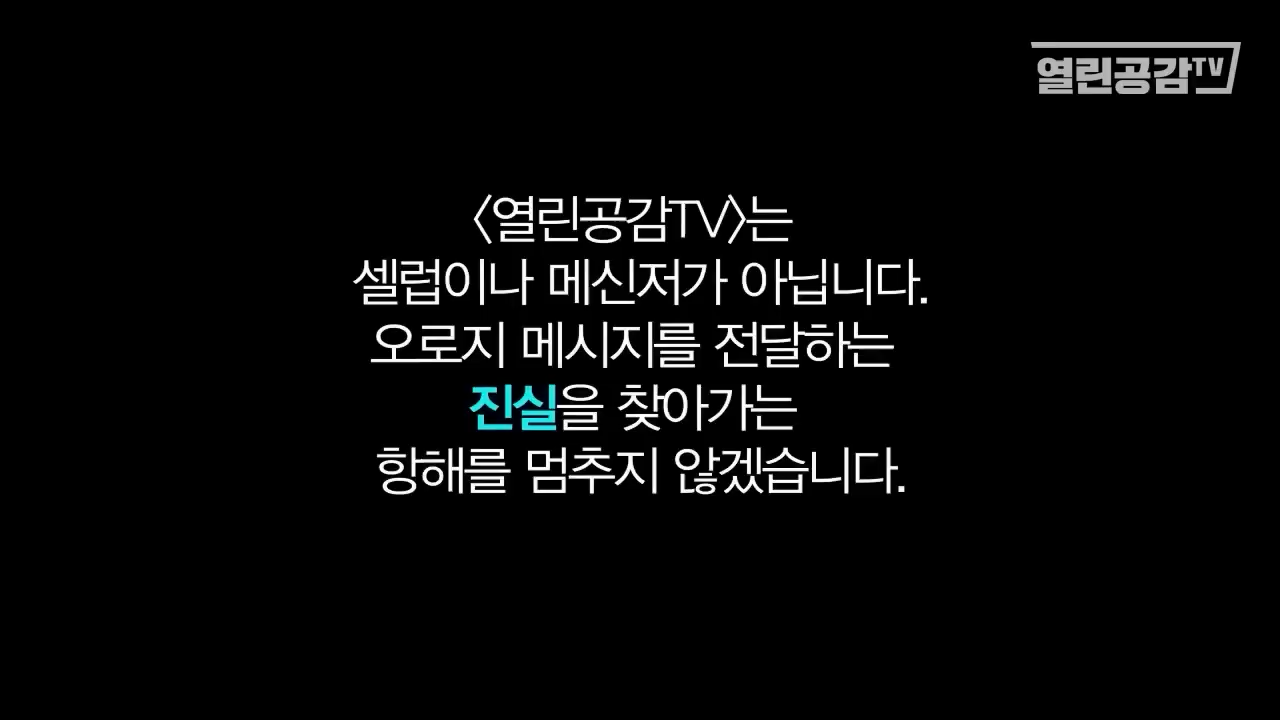 열린공감TV
<열린공감TV>는
셀럽이나 메신저가 아닙니다.
오로지 메시지를 전달하는
진실을 찾아가는
항해를 멈추지 않겠습니다.